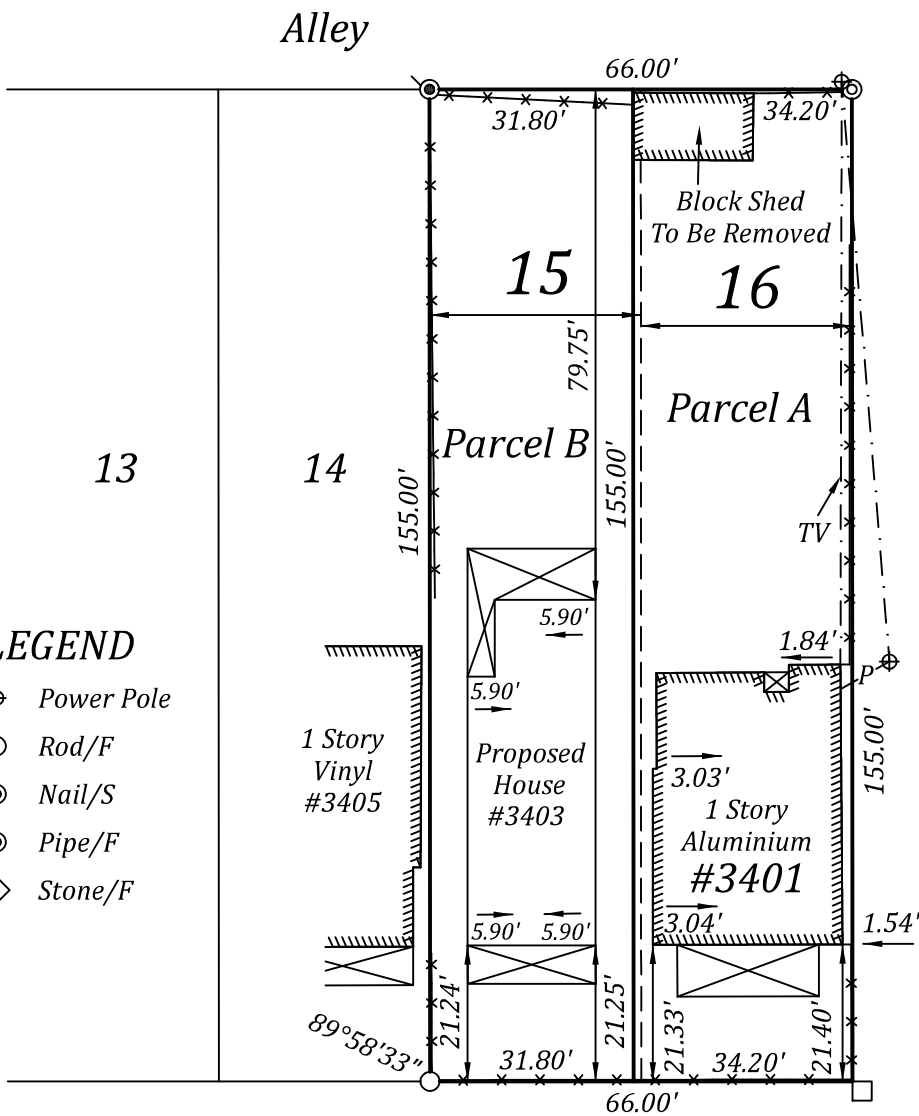 Alley
66.00'
31.80'
34.20'
Block Shed
To Be Removed
15
16
79.75'
Parcel A
Parcel B
13
14
155.00'
155.00'
TV
5.90'
1.84'
LEGEND
P
Power Pole
5.90'
Rod/F
1 Story
Vinyl
#3405
Proposed
House
#3403
155.00'
3.03'
Nail/S
1 Story
Aluminium
#3401
Pipe/F
Stone/F
5.90'
5.90'
3.04'
1.54'
21.24'
21.25'
21.33'
21.40'
89°58'33"
31.80'
34.20'
66.00'